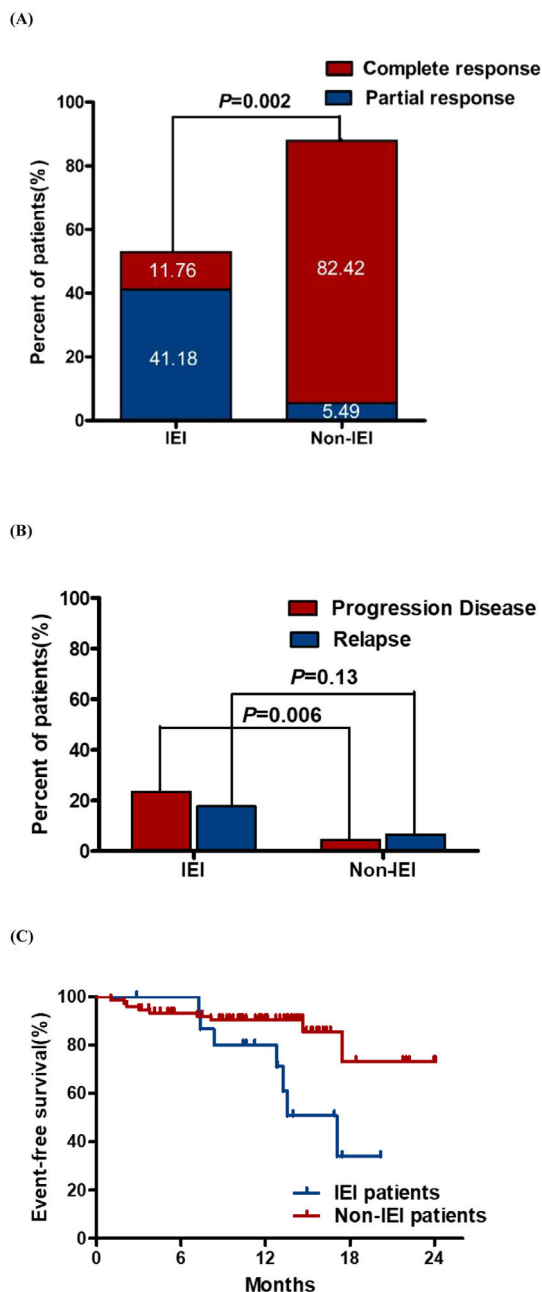 (A)
Complete response
Partial response
P=0.002
Percent of patients(%)
100
80
60
40
20
0
11.76
41.18
82.42
5.49
IEI
Non-IEI
(B)
Progression Disease
Relapse
P=0.13
P=0.006
Percent of patients(%)
100
80
60
40
20
0
IEI
Non-IEI
(C)
Event-free survival(%)
100
80
60
40
20
0
IEI patients
Non-IEI patients
0
6
12
18
24
Months